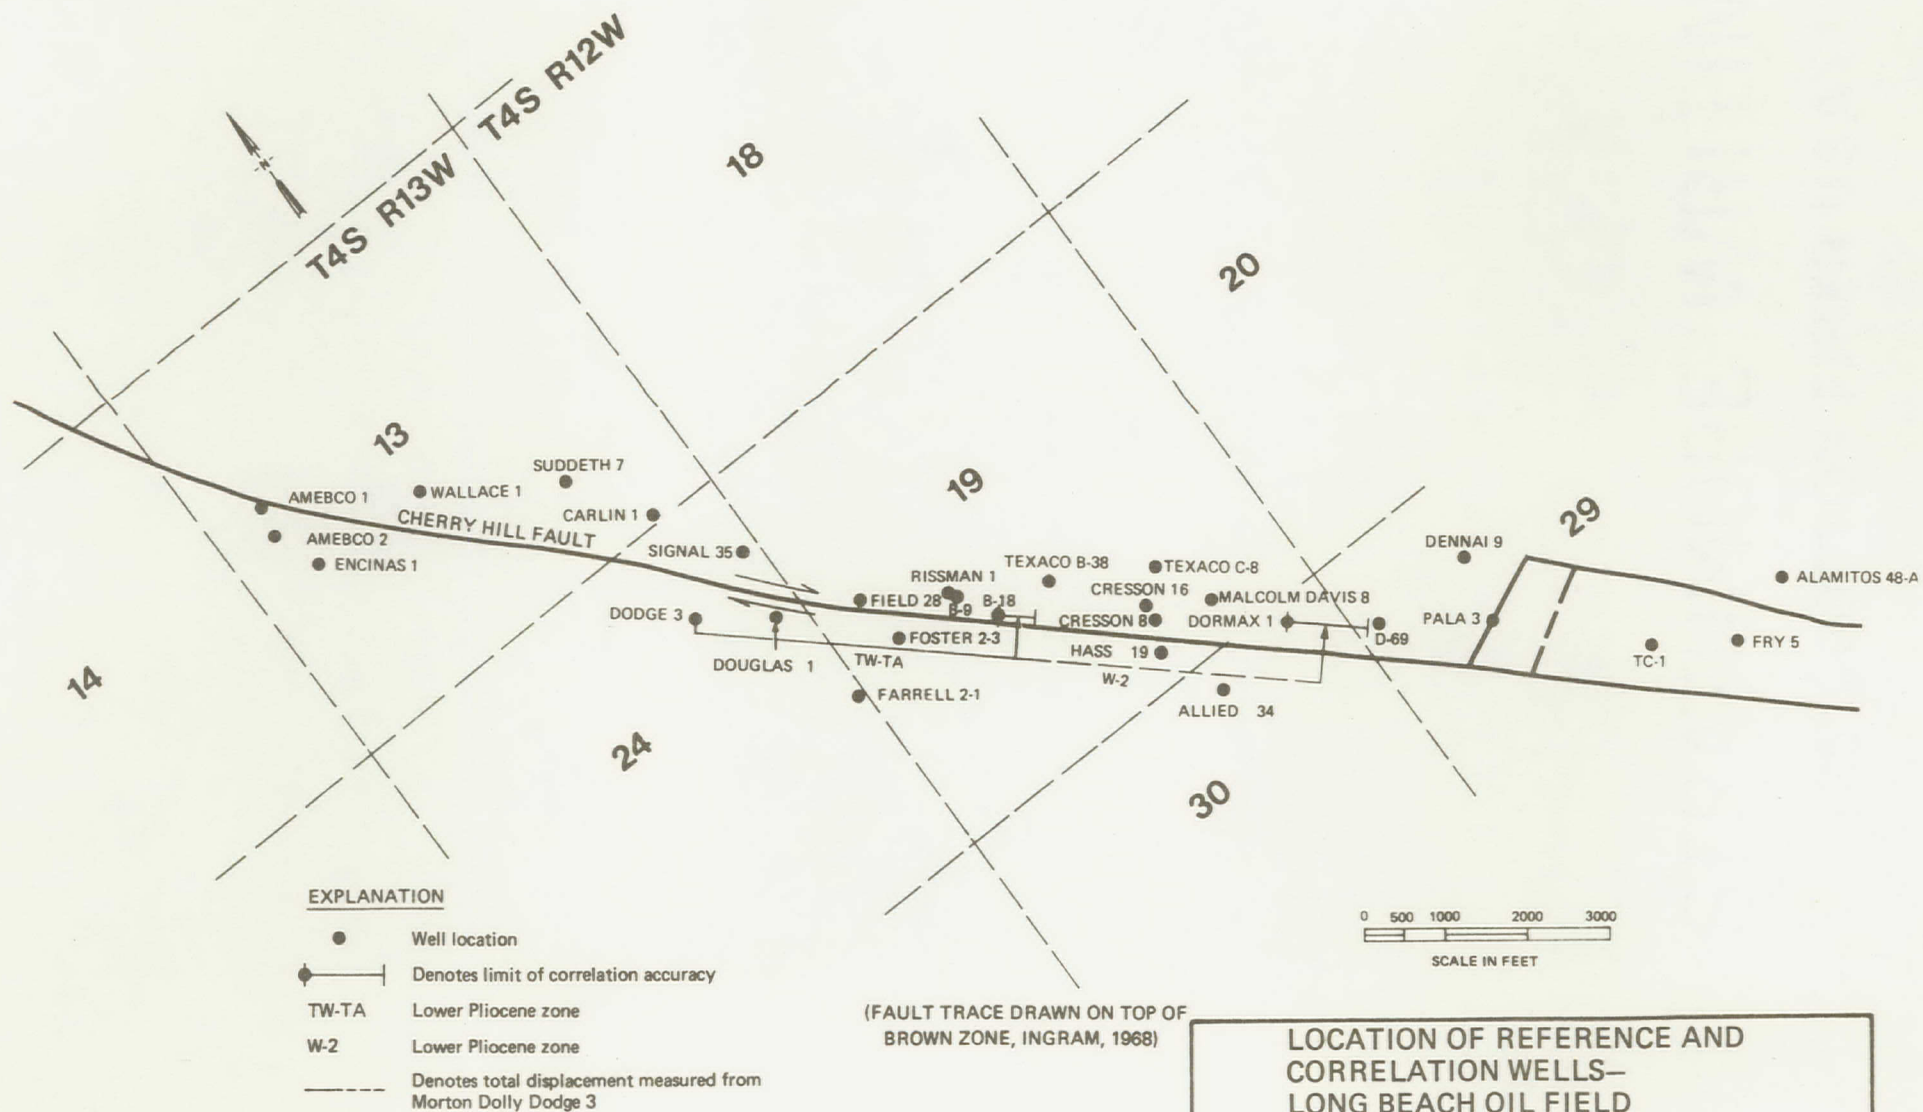 T4S R12W
T4S R13W
18
20
13
19
29
14
24
30
SUDDETH 7
AMEBCO 1
WALLACE 1
CARLIN 1
CHERRY HILL FAULT
AMEBCO 2
ENCINAS 1
SIGNAL 35
DENNAI 9
TEXACO B-38
TEXACO C-8
RISSMAN 1
ALAMITOS 48-A
CRESSON 16
FIELD 28
B-9
B-18
MALCOLM DAVIS 8
DODGE 3
CRESSON 8
DORMAX 1
PALA 3
D-69
FOSTER 2-3
HASS 19
FRY 5
DOUGLAS 1
TW-TA
TC-1
W-2
FARRELL 2-1
ALLIED 34
EXPLANATION
Well location
Denotes limit of correlation accuracy
TW-TA Lower Pliocene zone
W-2 Lower Pliocene zone
Denotes total displacement measured from
Morton Dolly Dodge 3
0 500 1000 2000 3000
SCALE IN FEET
(FAULT TRACE DRAWN ON TOP OF
BROWN ZONE, INGRAM, 1968)
LOCATION OF REFERENCE AND
CORRELATION WELLS—
LONG BEACH OIL FIELD